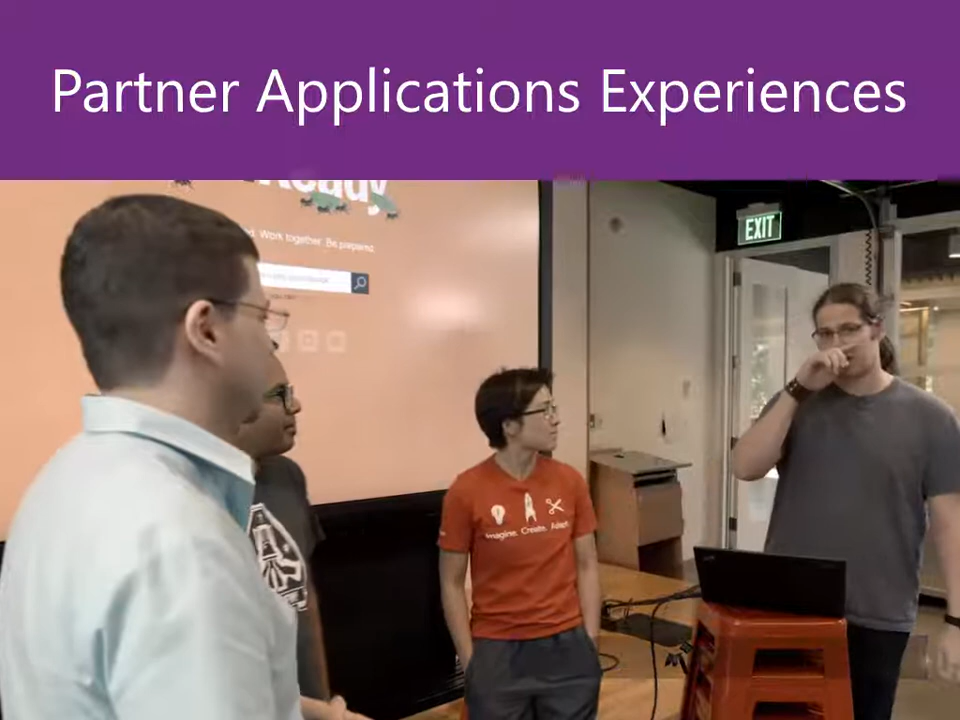 Partner Applications Experiences
Ready
Work together. Be prepared.
EXIT
Imagine. Create. Adapt